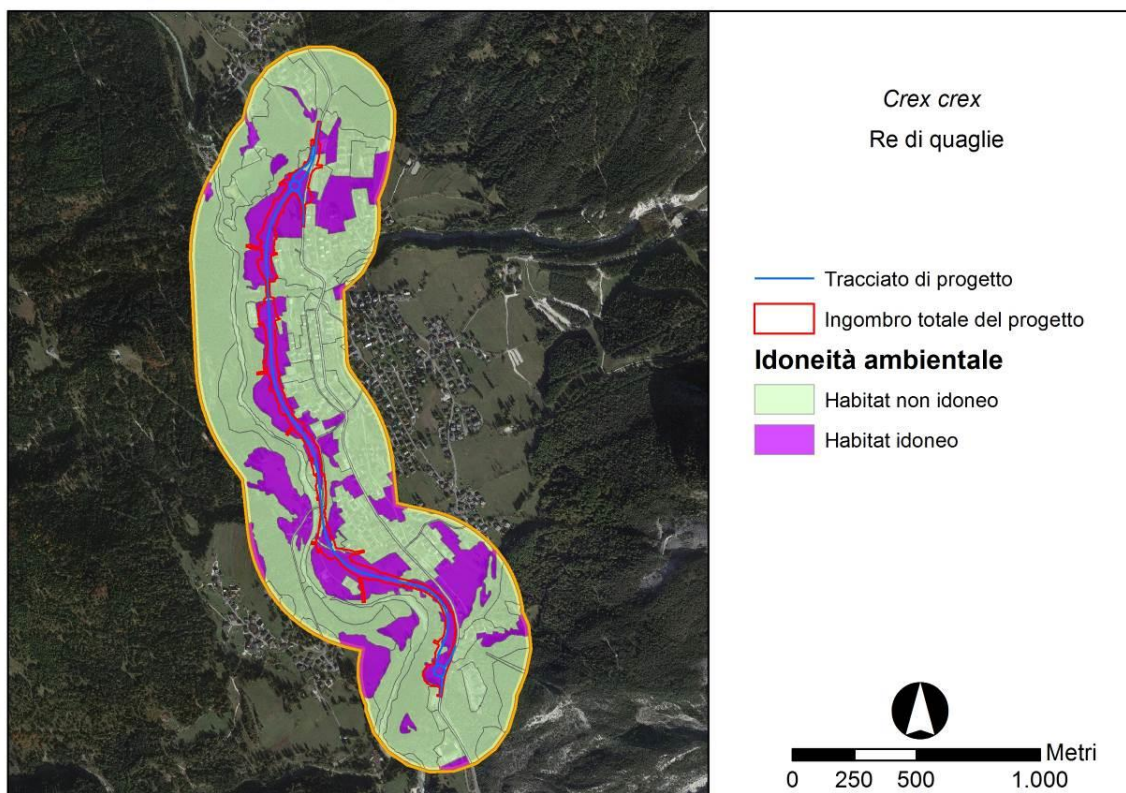 Crex crex
Re di quaglie
Tracciato di progetto
Ingombro totale del progetto
Idoneità ambientale
Habitat non idoneo
Habitat idoneo
Metri
0 250 500 1.000